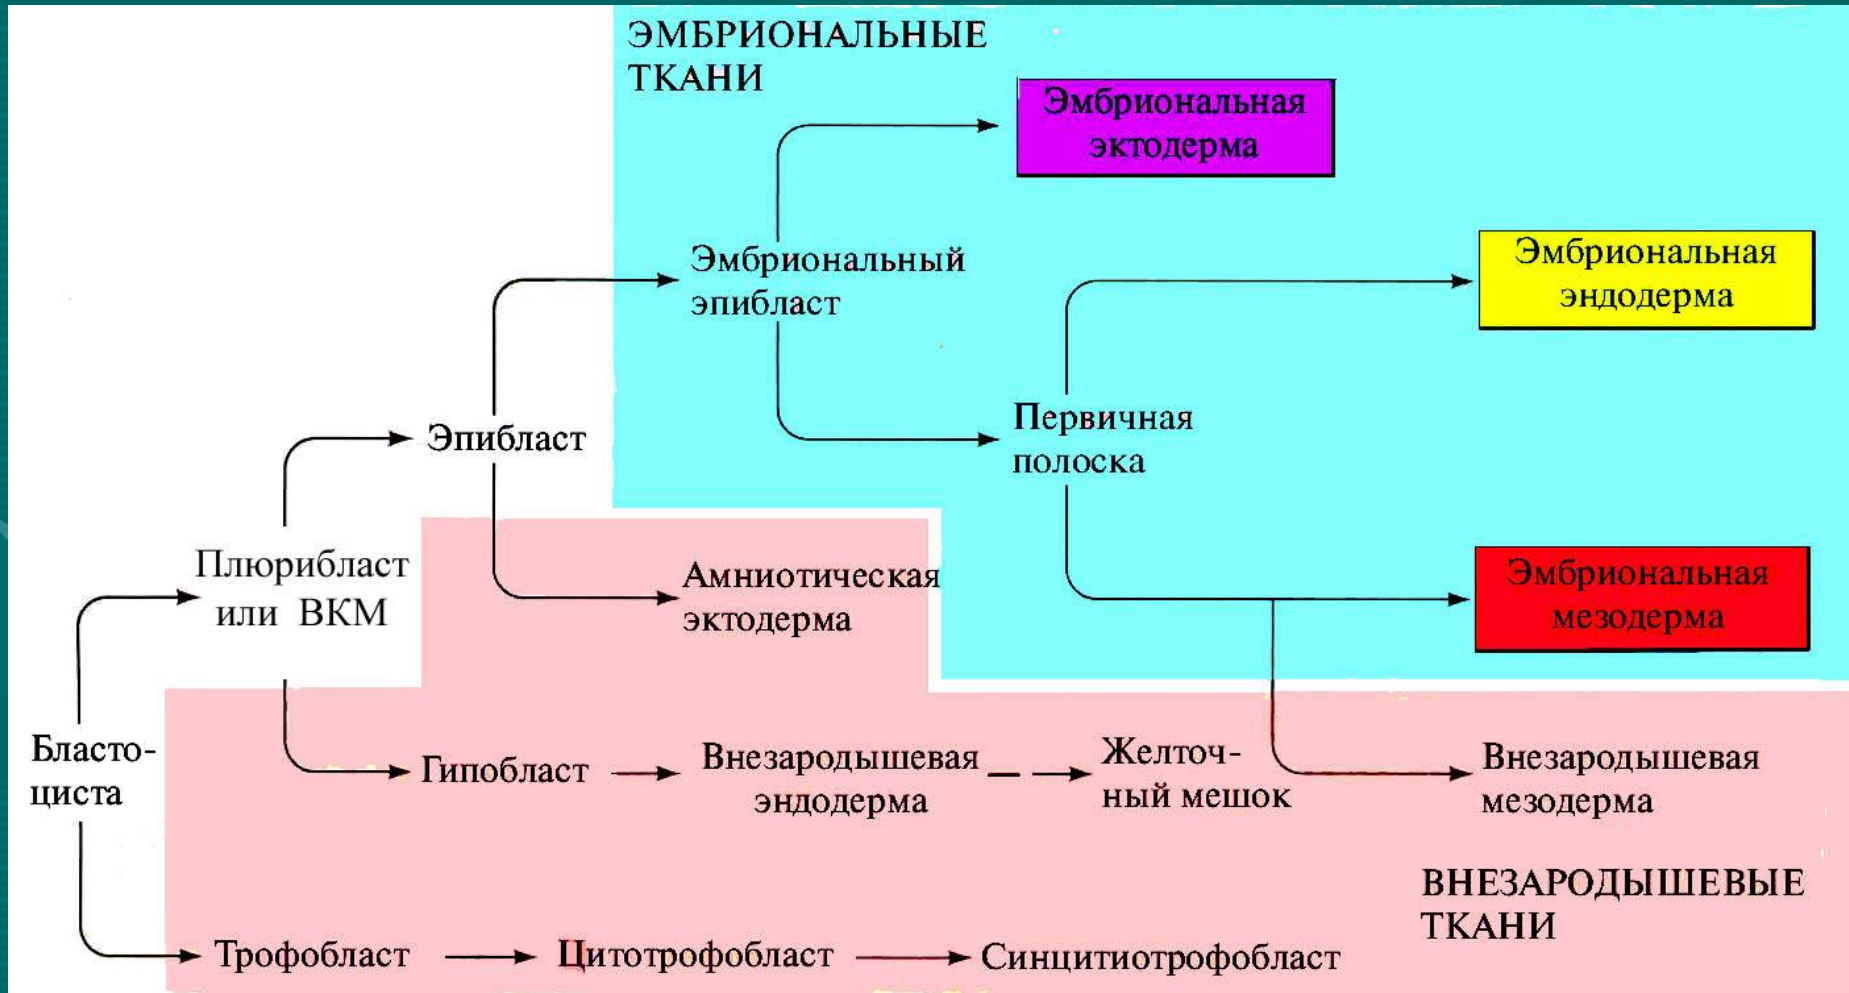 ЭМБРИОНАЛЬНЫЕ
ТКАНИ
Эмбриональная
эктодерма
Эмбриональный
эпибласт
Эмбриональная
эндодерма
Первичная
полоска
Эпибласт
Плюрибласт
или ВКМ
Амниотическая
эктодерма
Эмбриональная
мезодерма
Бласто-
циста
Гипобласт
Внезародышевая
эндодерма
Желточ-
ный мешок
Внезародышевая
мезодерма
ВНЕЗАРОДЫШЕВЫЕ
ТКАНИ
Трофобласт
Цитотрофобласт
Синцитиотрофобласт